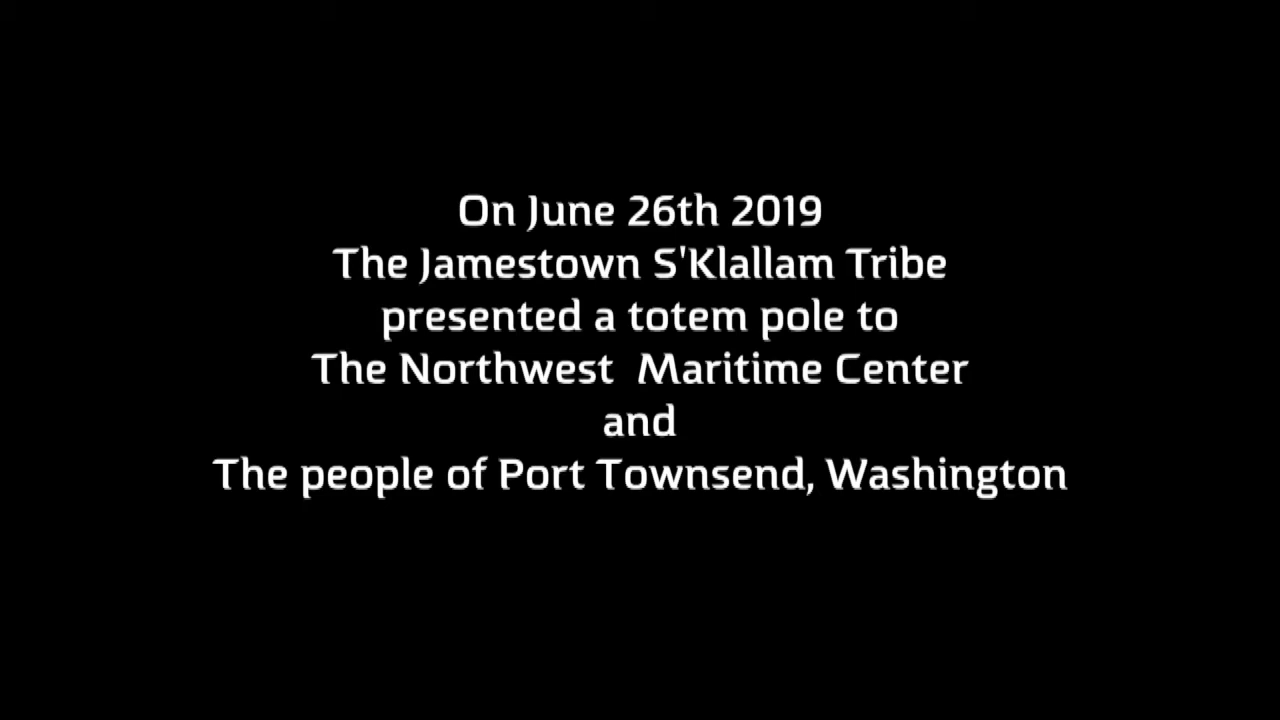 On June 26th 2019
The Jamestown S'Klallam Tribe
presented a totem pole to
The Northwest  Maritime Center
and
The people of Port Townsend, Washington